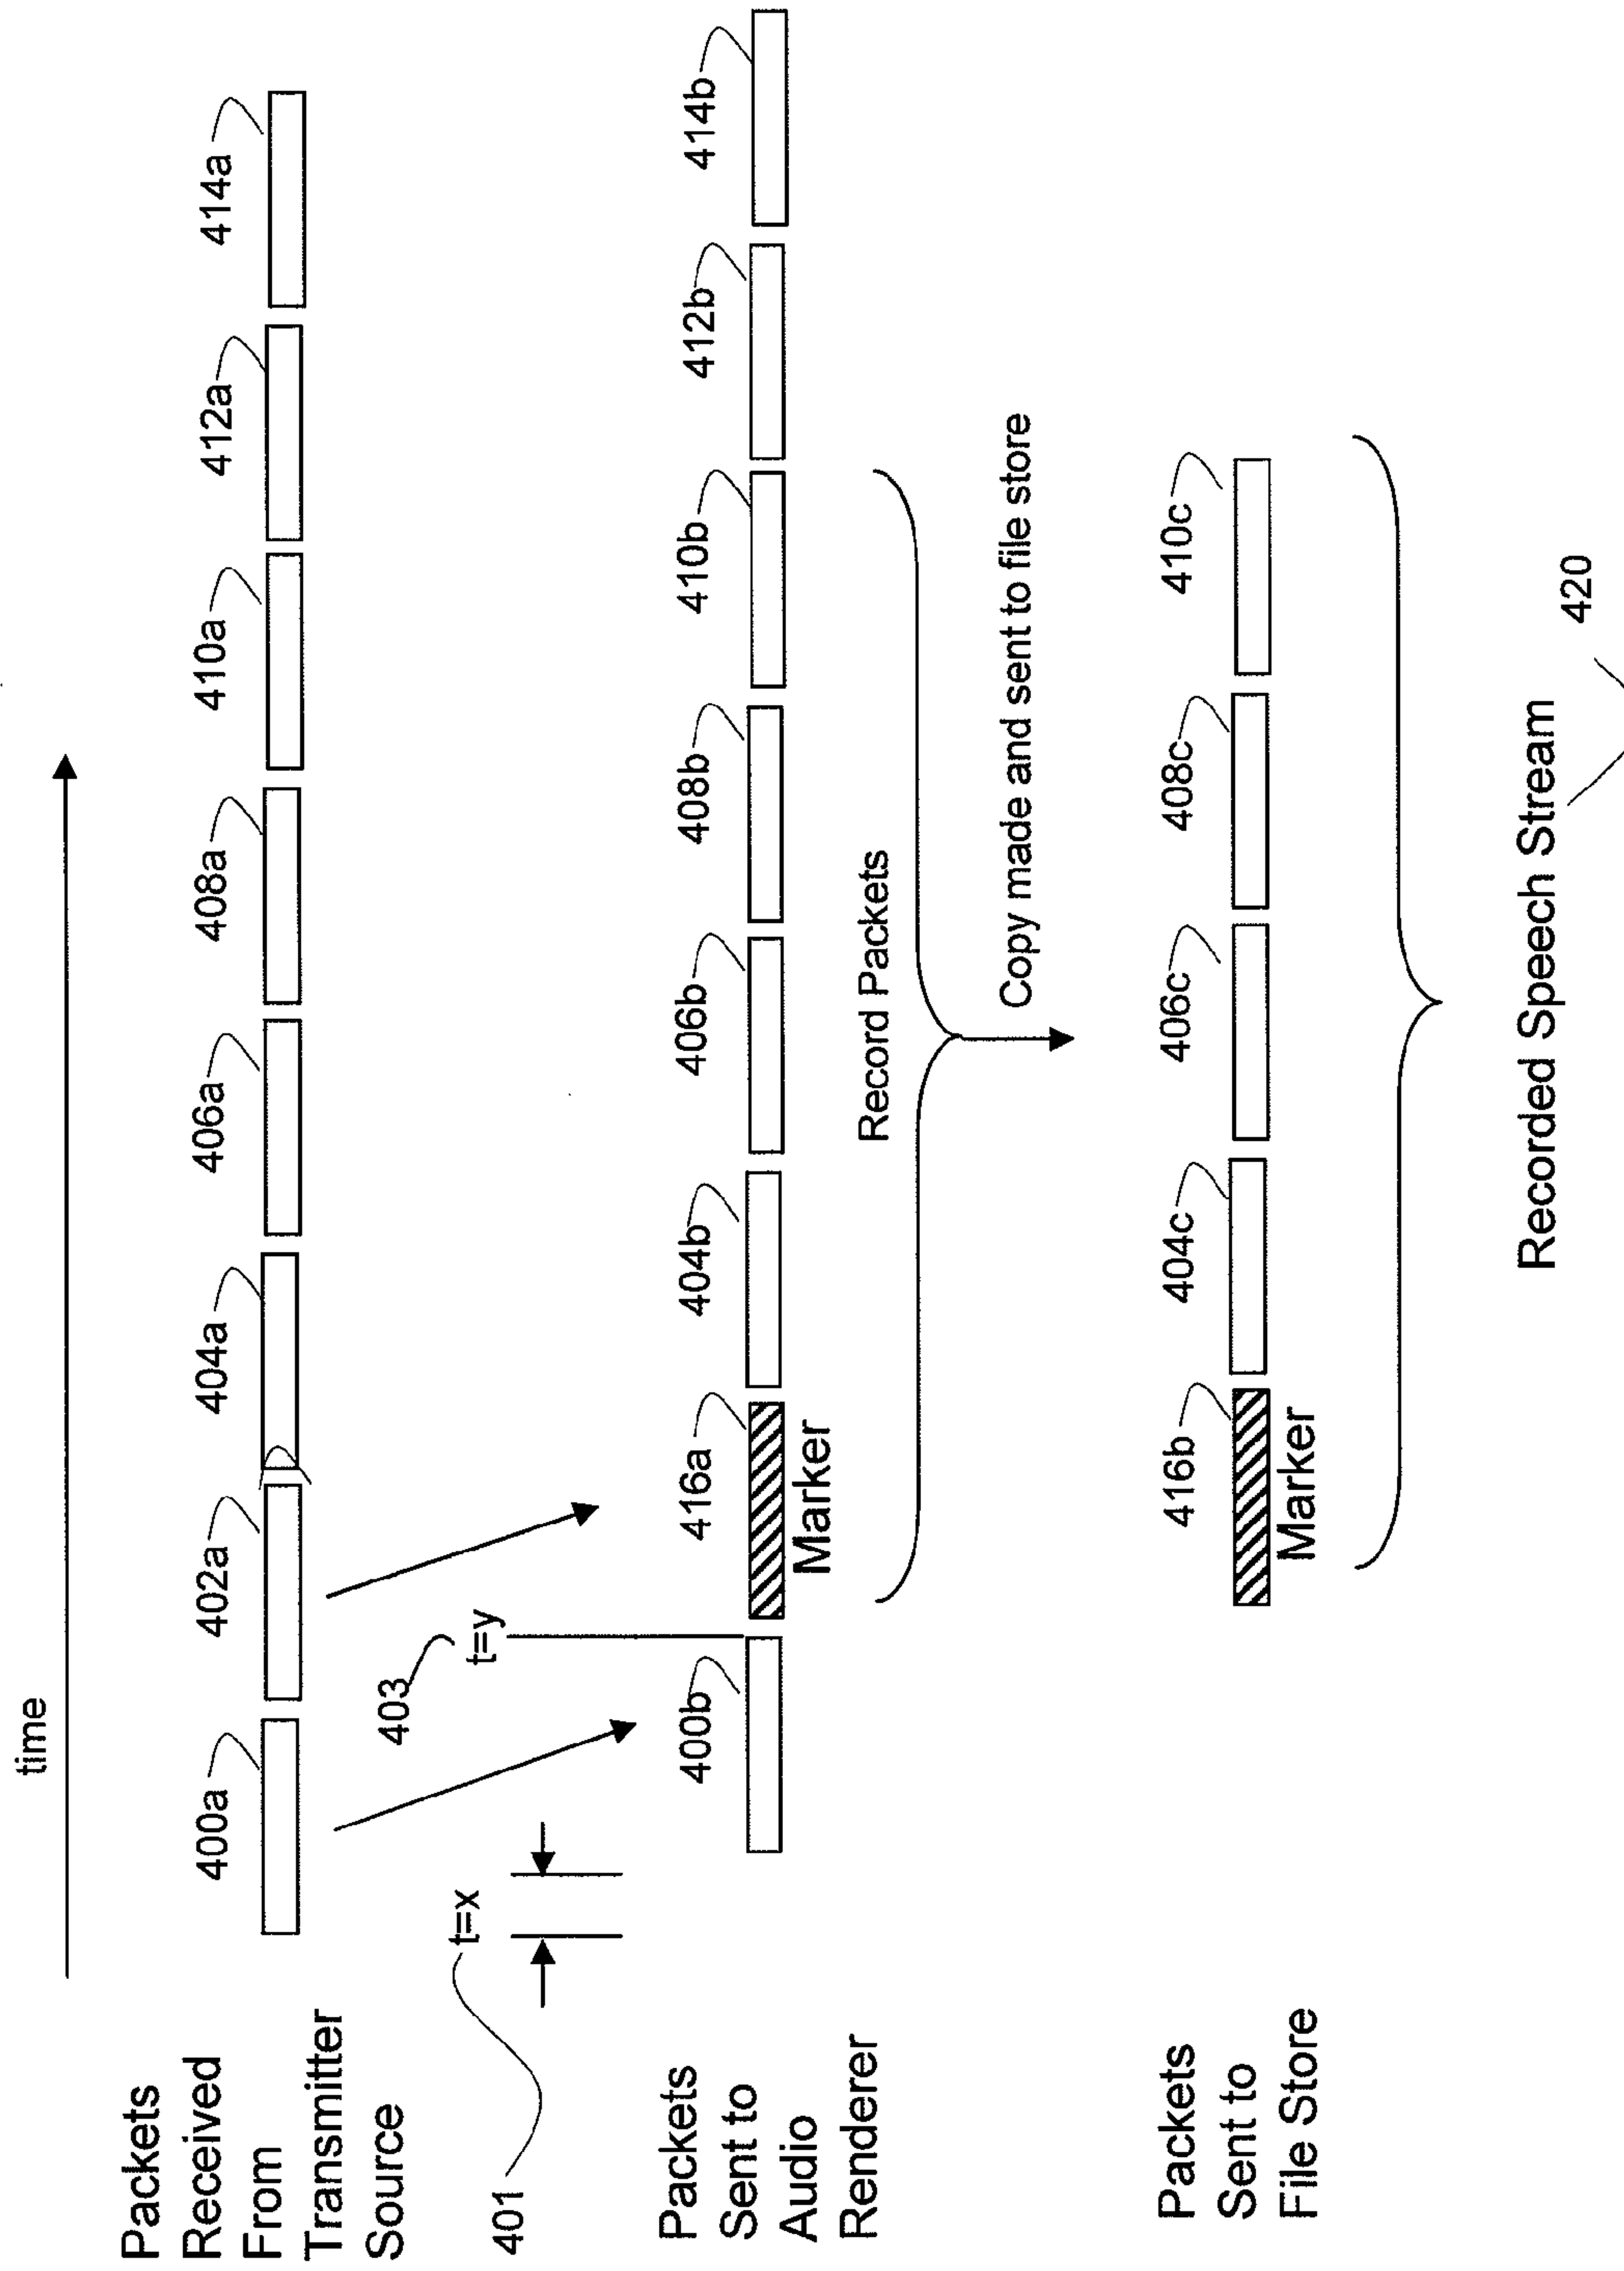 time
400a
402a
404a
406a
408a
410a
412a
414a
Packets
Received
From
Transmitter
Source
401
t=x
403
t=y
400b
416a
404b
406b
408b
410b
412b
414b
Packets
Sent to
Audio
Renderer
Marker
Record Packets
Copy made and sent to file store
416b
404c
406c
408c
410c
Packets
Sent to
File Store
Marker
Recorded Speech Stream
420